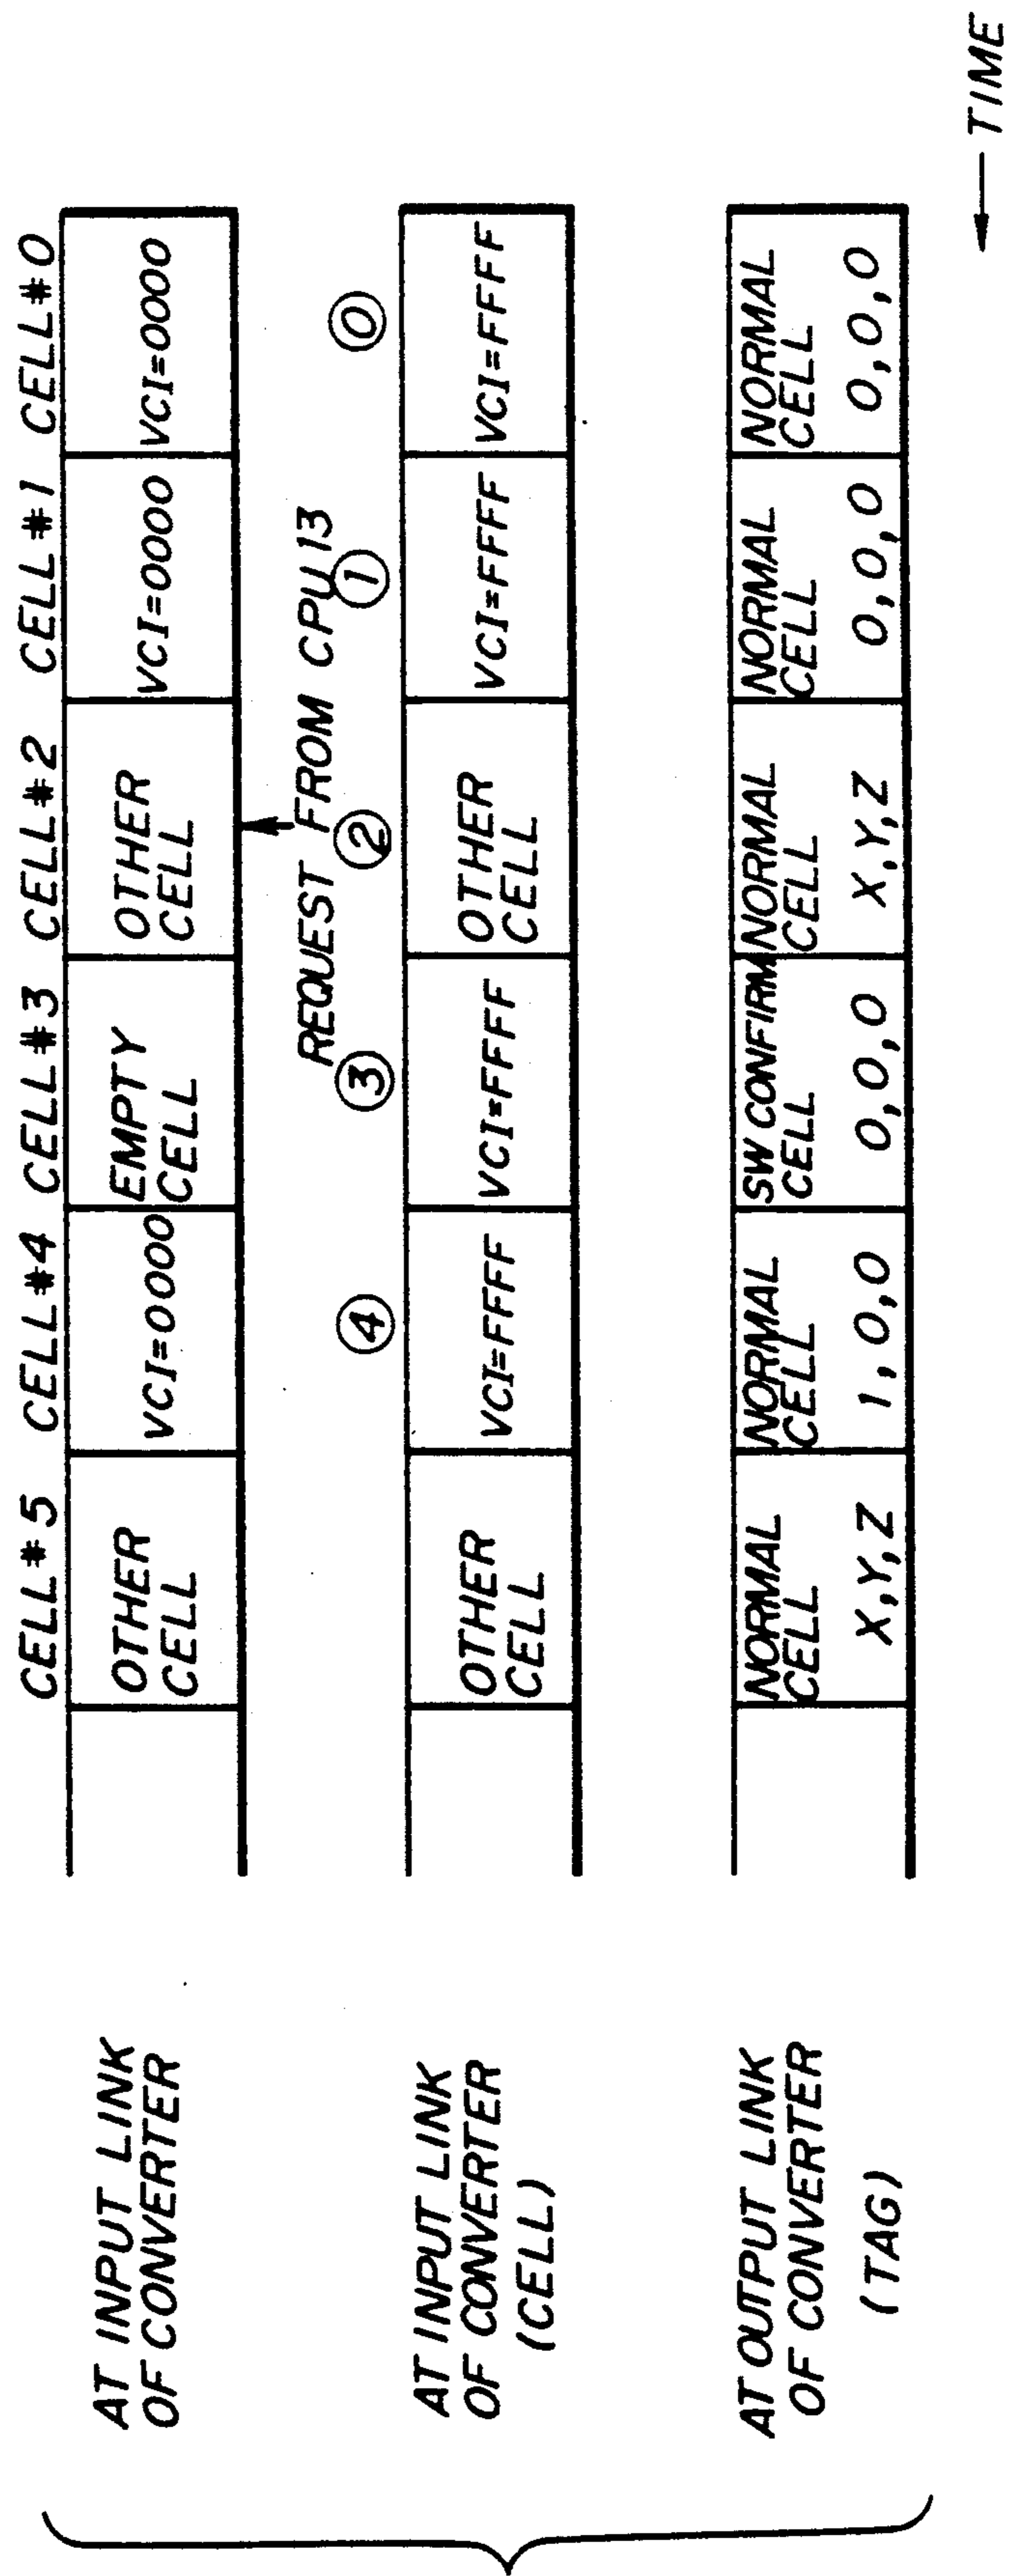 CELL#5 CELL#4 CELL#3 CELL#2 CELL#1 CELL#0
AT INPUT LINK
OF CONVERTER
OTHER
CELL
VCI=0000
EMPTY
CELL
OTHER
CELL
VCI=0000
VCI=0000
REQUEST FROM CPU 13
④ ③ ② ① ⓪
AT INPUT LINK
OF CONVERTER
(CELL)
OTHER
CELL
VCI=FFFF
VCI=FFFF
OTHER
CELL
VCI=FFFF
VCI=FFFF
AT OUTPUT LINK
OF CONVERTER
(TAG)
NORMAL
CELL
X,Y,Z
NORMAL
CELL
1,0,0
SW CONFIRM
CELL
0,0,0
NORMAL
CELL
X,Y,Z
NORMAL
CELL
0,0,0
NORMAL
CELL
0,0,0
← TIME